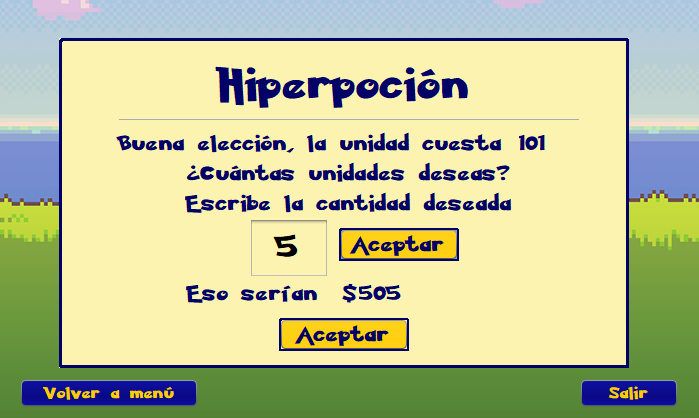 Hiperpoción
Buena elección, la unidad cuesta 101
¿Cuántas unidades deseas?
Escribe la cantidad deseada
5 Aceptar
Eso serían $505
Aceptar
Volver a menú Salir